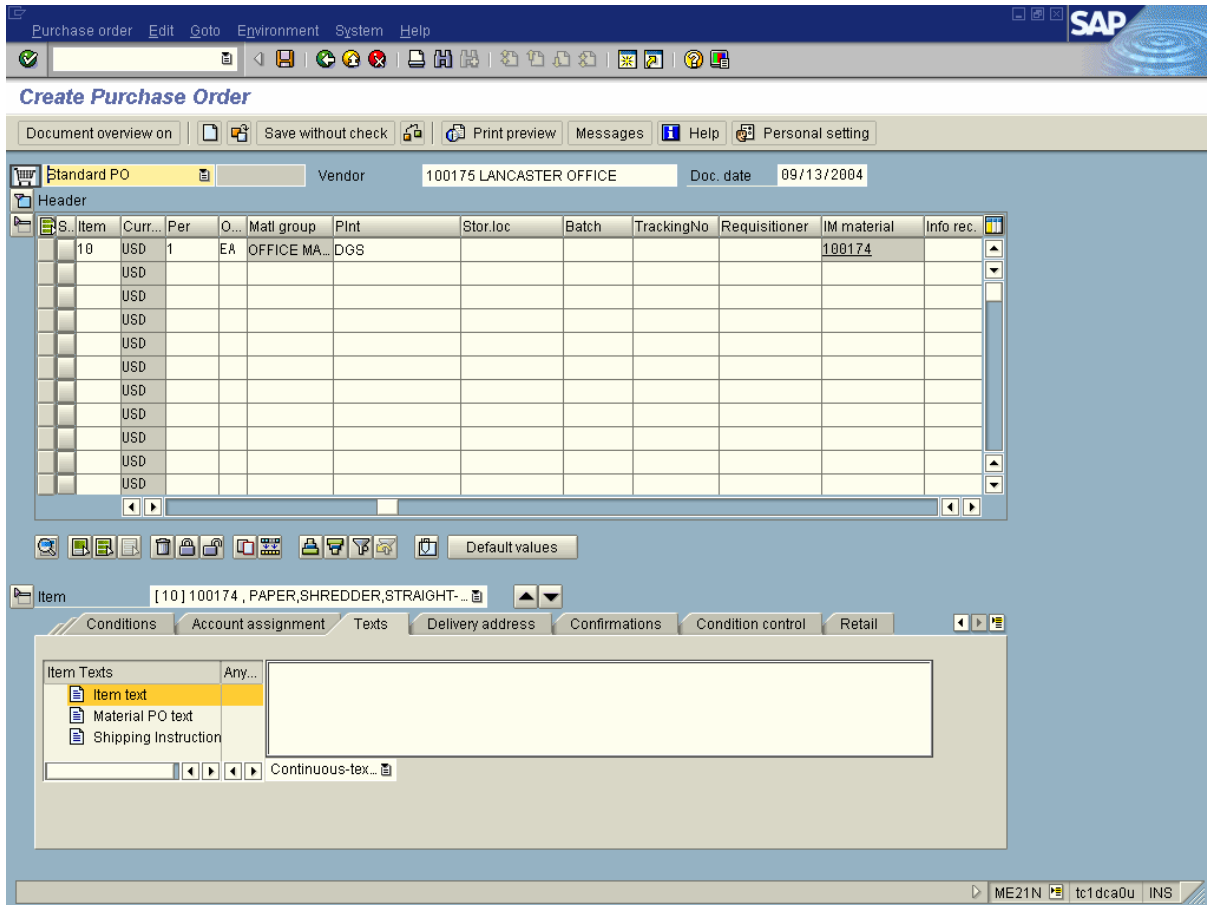 Purchase order Edit Goto Environment System Help
SAP
Create Purchase Order
Document overview on Save without check Print preview Messages Help Personal setting
Standard PO Vendor 100175 LANCASTER OFFICE Doc. date 09/13/2004
Header
S.. Item Curr... Per O... Matl group Plnt Stor.loc Batch TrackingNo Requisitioner IM material Info rec.
10 USD 1 EA OFFICE MA... DGS 100174
USD
USD
USD
USD
USD
USD
USD
USD
USD
USD
Default values
Item [ 10 ] 100174 , PAPER,SHREDDER,STRAIGHT-...
Conditions Account assignment Texts Delivery address Confirmations Condition control Retail
Item Texts Any...
Item text
Material PO text
Shipping Instruction
Continuous-tex...
ME21N tc1dca0u INS